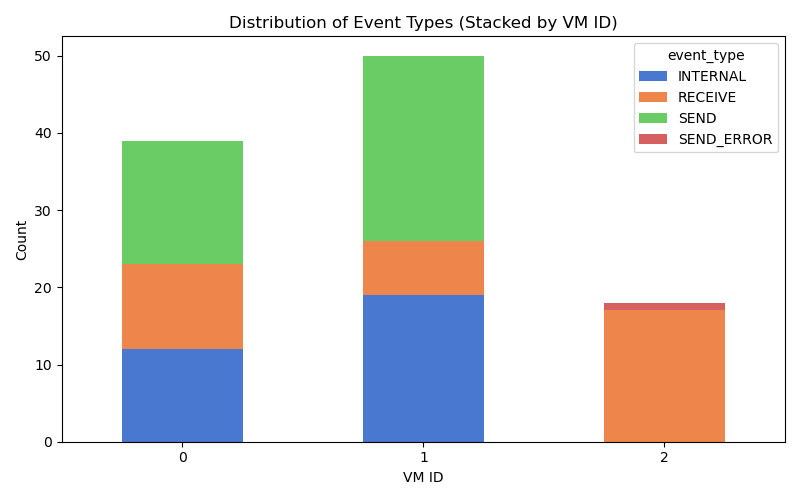 Distribution of Event Types (Stacked by VM ID)
50
40
30
20
10
0
Count
event_type
INTERNAL
RECEIVE
SEND
SEND_ERROR
0
1
2
VM ID